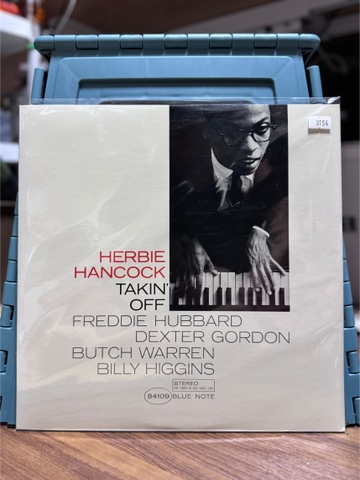 HERBIE
HANCOCK
TAKIN'
OFF
FREDDIE HUBBARD
DEXTER GORDON
BUTCH WARREN
BILLY HIGGINS
STEREO
84109 BLUE NOTE